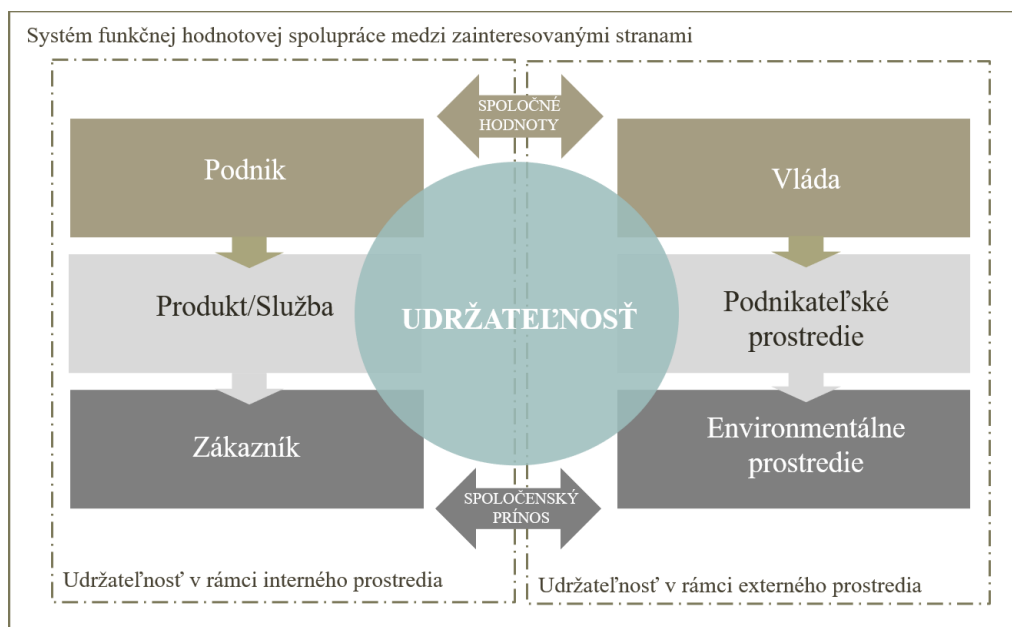 Systém funkčnej hodnotovej spolupráce medzi zainteresovanými stranami
SPOLOČNÉ
HODNOTY
Podnik
Vláda
Produkt/Služba
UDRŽATEĽNOSŤ
Podnikateľské
prostredie
Zákazník
Environmentálne
prostredie
SPOLOČENSKÝ
PRÍNOS
Udržateľnosť v rámci interného prostredia
Udržateľnosť v rámci externého prostredia